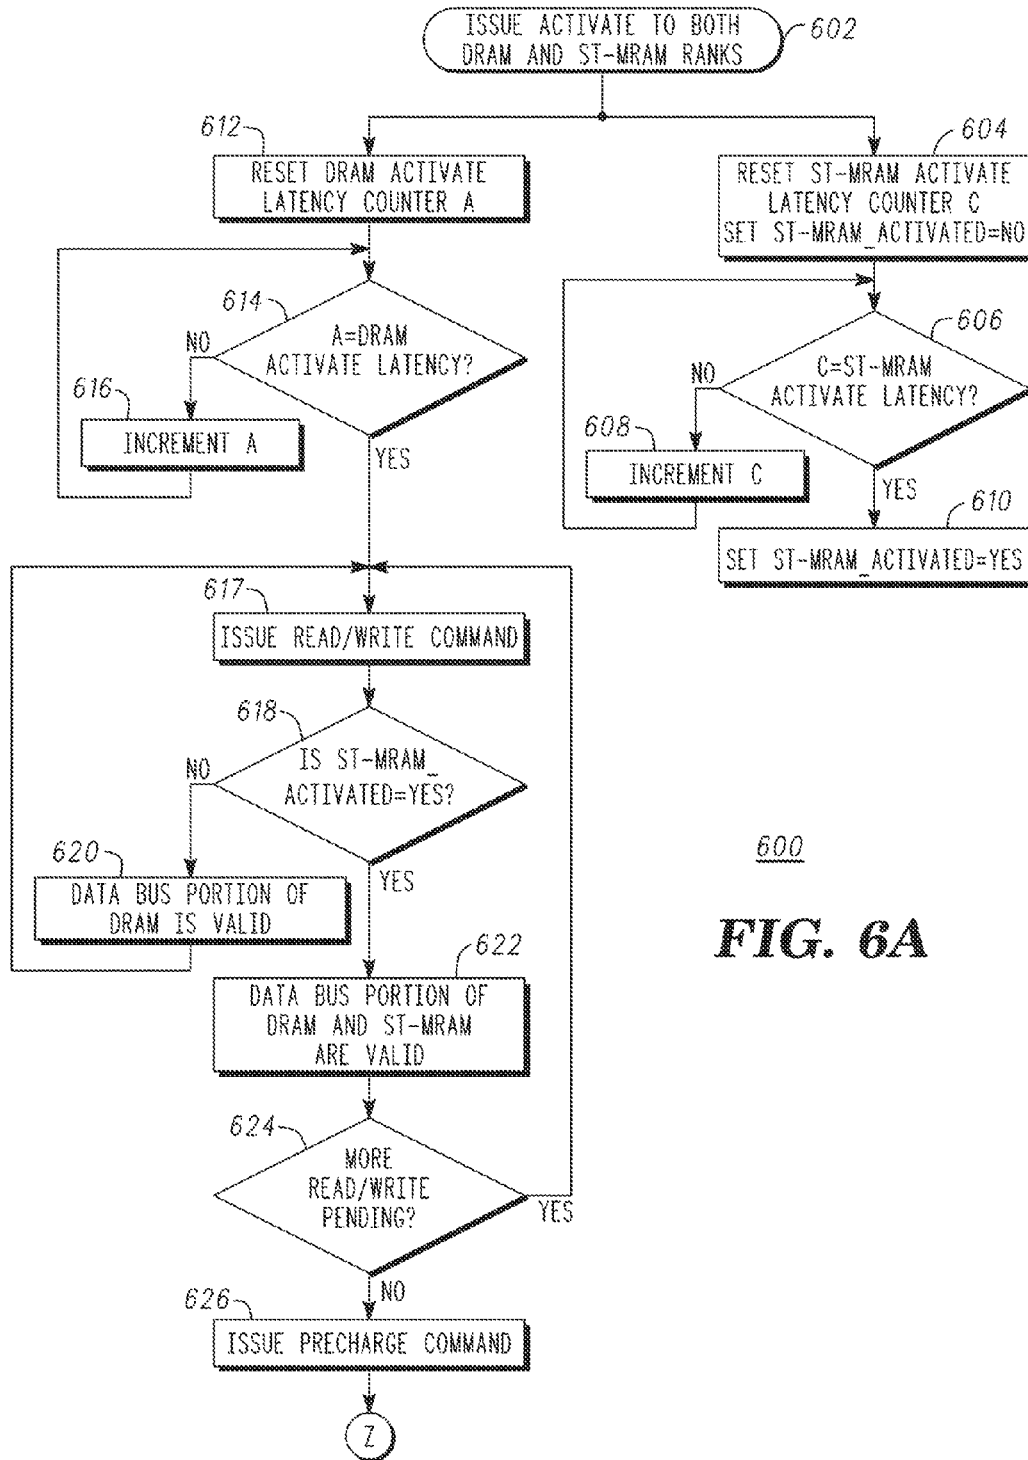 ISSUE ACTIVATE TO BOTH
DRAM AND ST-MRAM RANKS
602
612
RESET DRAM ACTIVATE
LATENCY COUNTER A
604
RESET ST-MRAM ACTIVATE
LATENCY COUNTER C
SET ST-MRAM_ACTIVATED=NO
614
A=DRAM
ACTIVATE LATENCY?
NO
616
INCREMENT A
YES
606
C=ST-MRAM
ACTIVATE LATENCY?
NO
608
INCREMENT C
YES
610
SET ST-MRAM_ACTIVATED=YES
617
ISSUE READ/WRITE COMMAND
618
IS ST-MRAM_
ACTIVATED=YES?
NO
620
DATA BUS PORTION OF
DRAM IS VALID
YES
622
DATA BUS PORTION OF
DRAM AND ST-MRAM
ARE VALID
624
MORE
READ/WRITE
PENDING?
YES
NO
626
ISSUE PRECHARGE COMMAND
Z
600
FIG. 6A